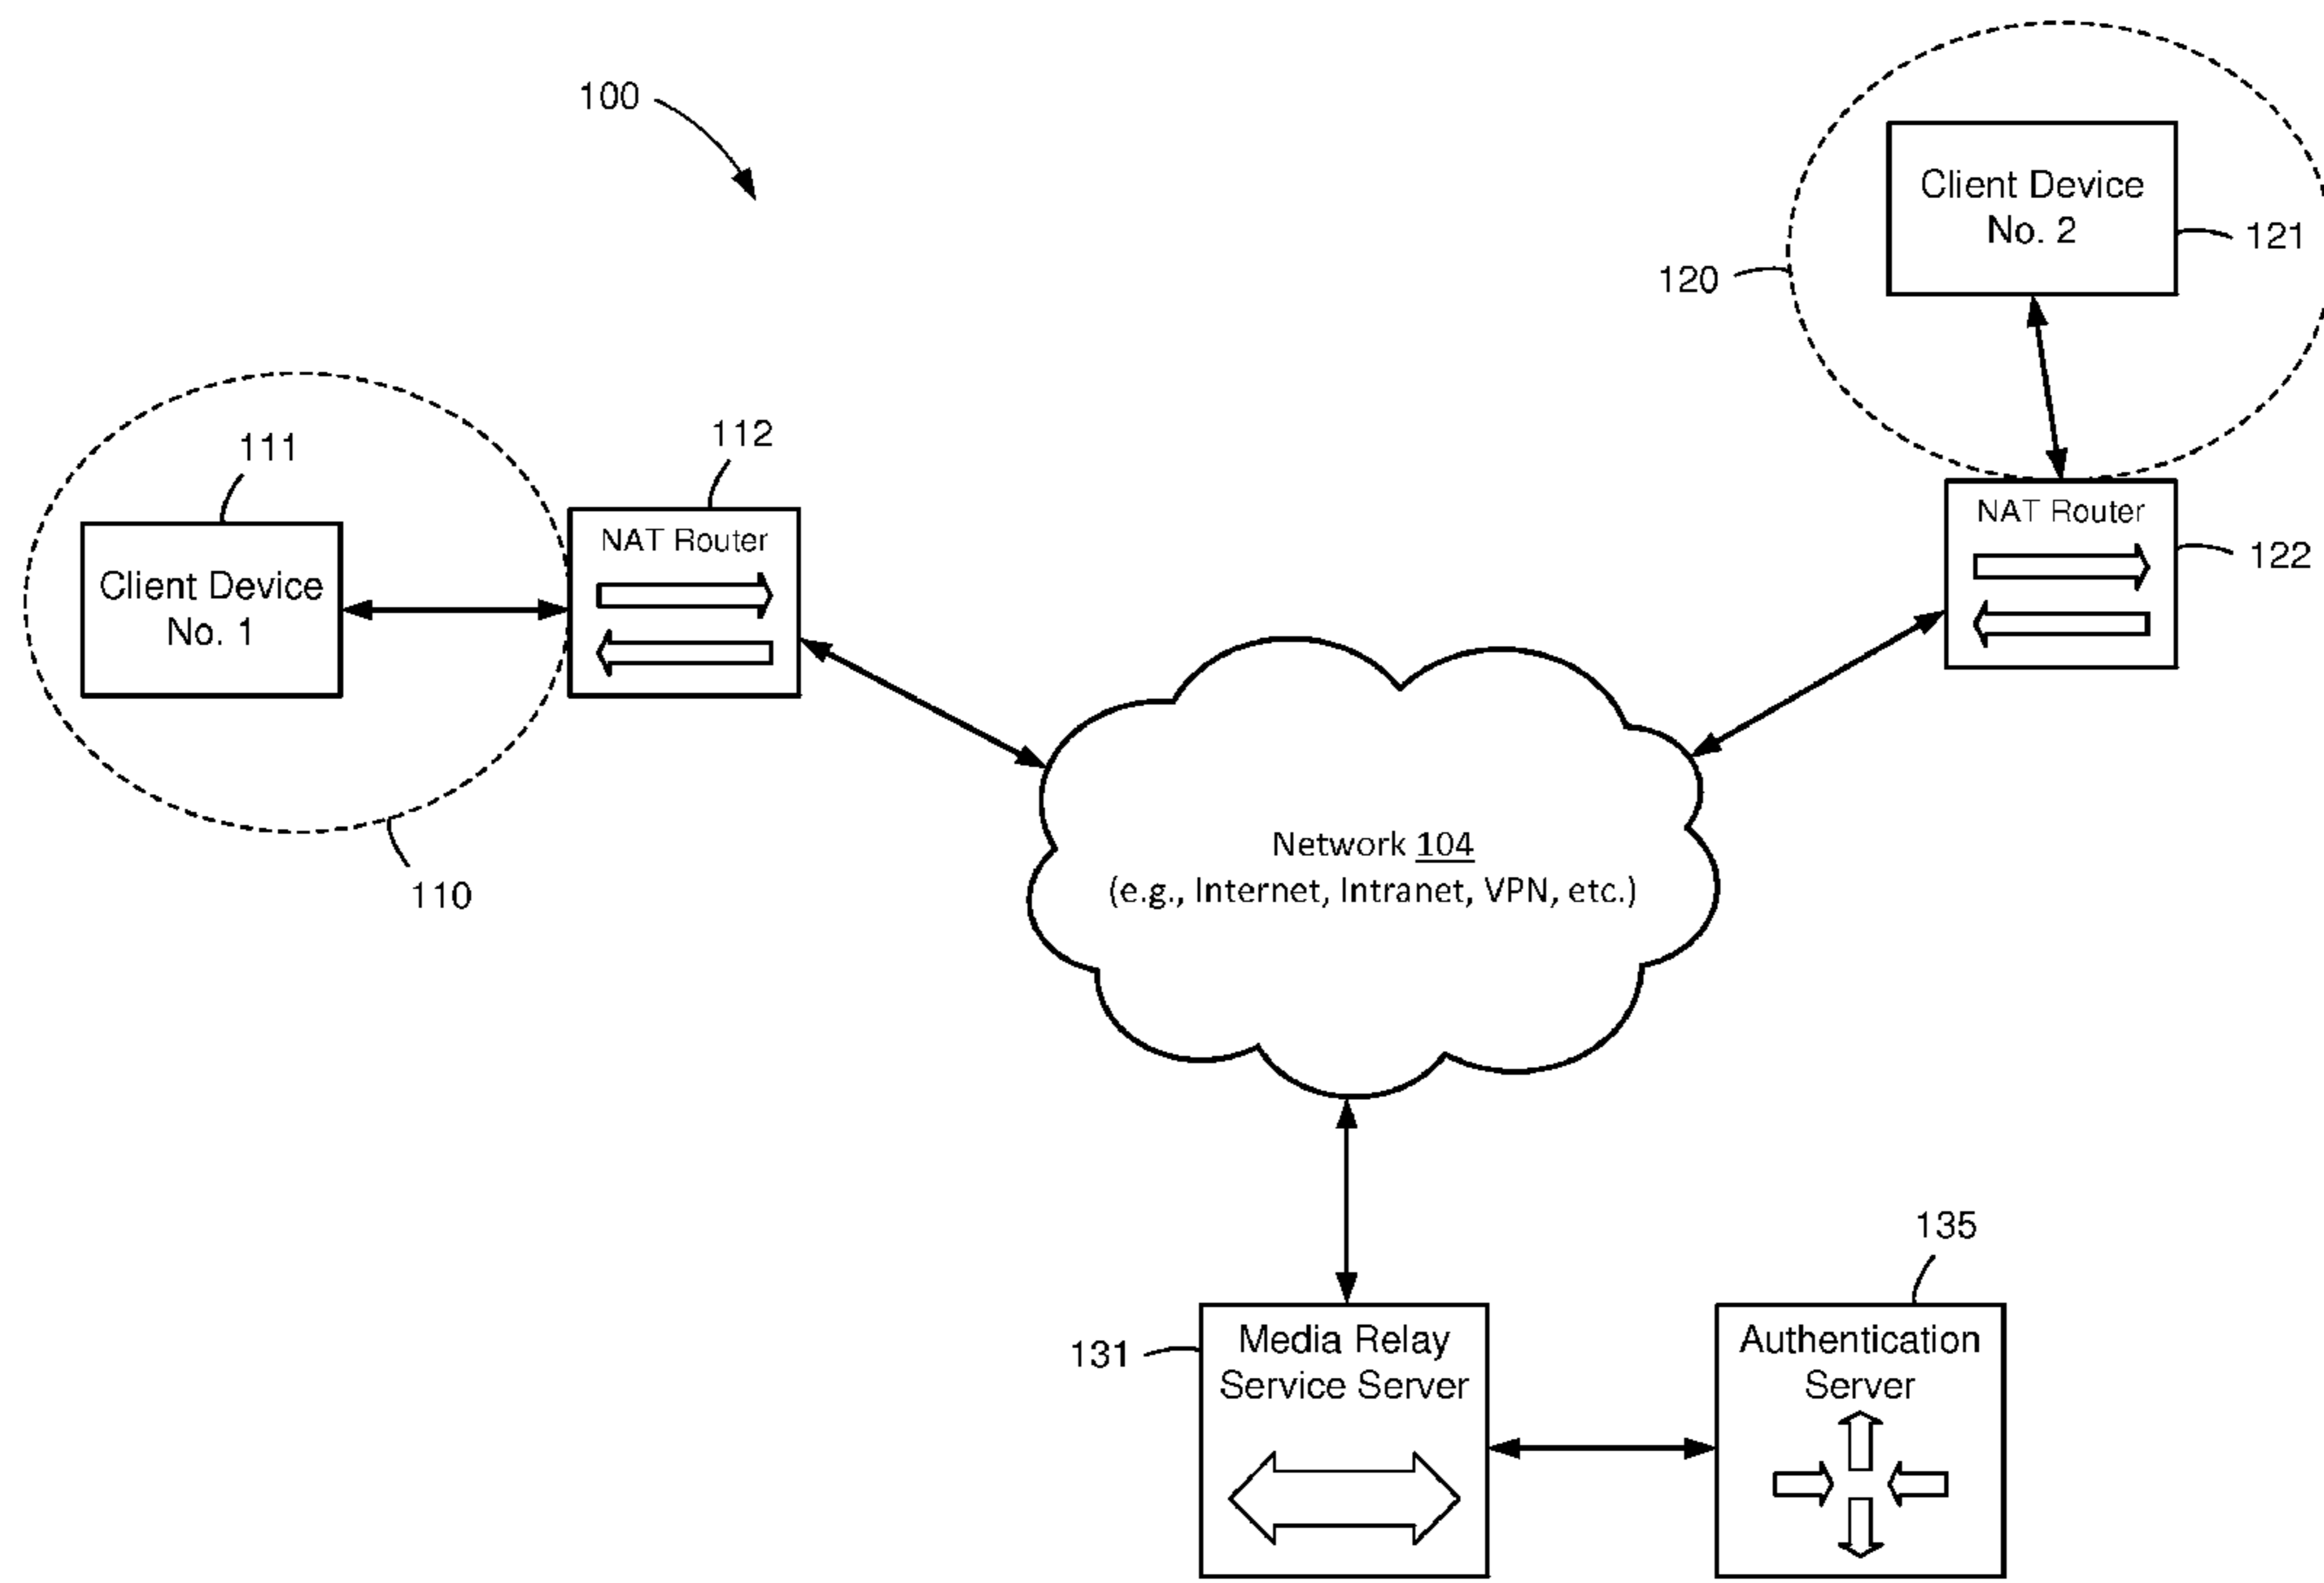 100
Client Device
No. 2
121
120
112
111
NAT Router
Client Device
No. 1
NAT Router
122
110
Network 104
(e.g., Internet, Intranet, VPN, etc.)
135
131
Media Relay
Service Server
Authentication
Server